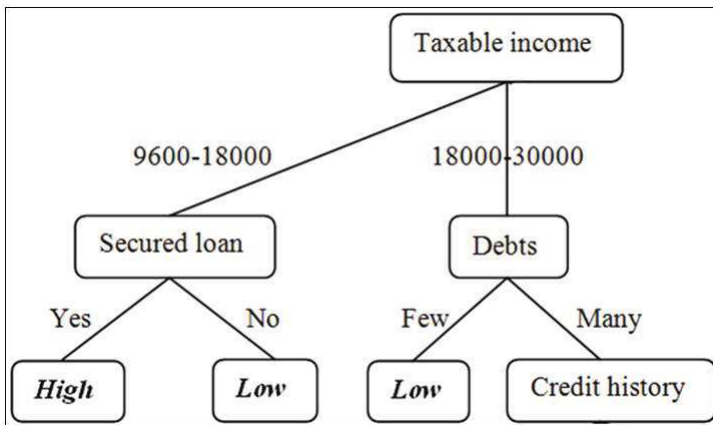 Taxable income
9600-18000
18000-30000
Secured loan
Debts
Yes
No
Few
Many
High
Low
Low
Credit history